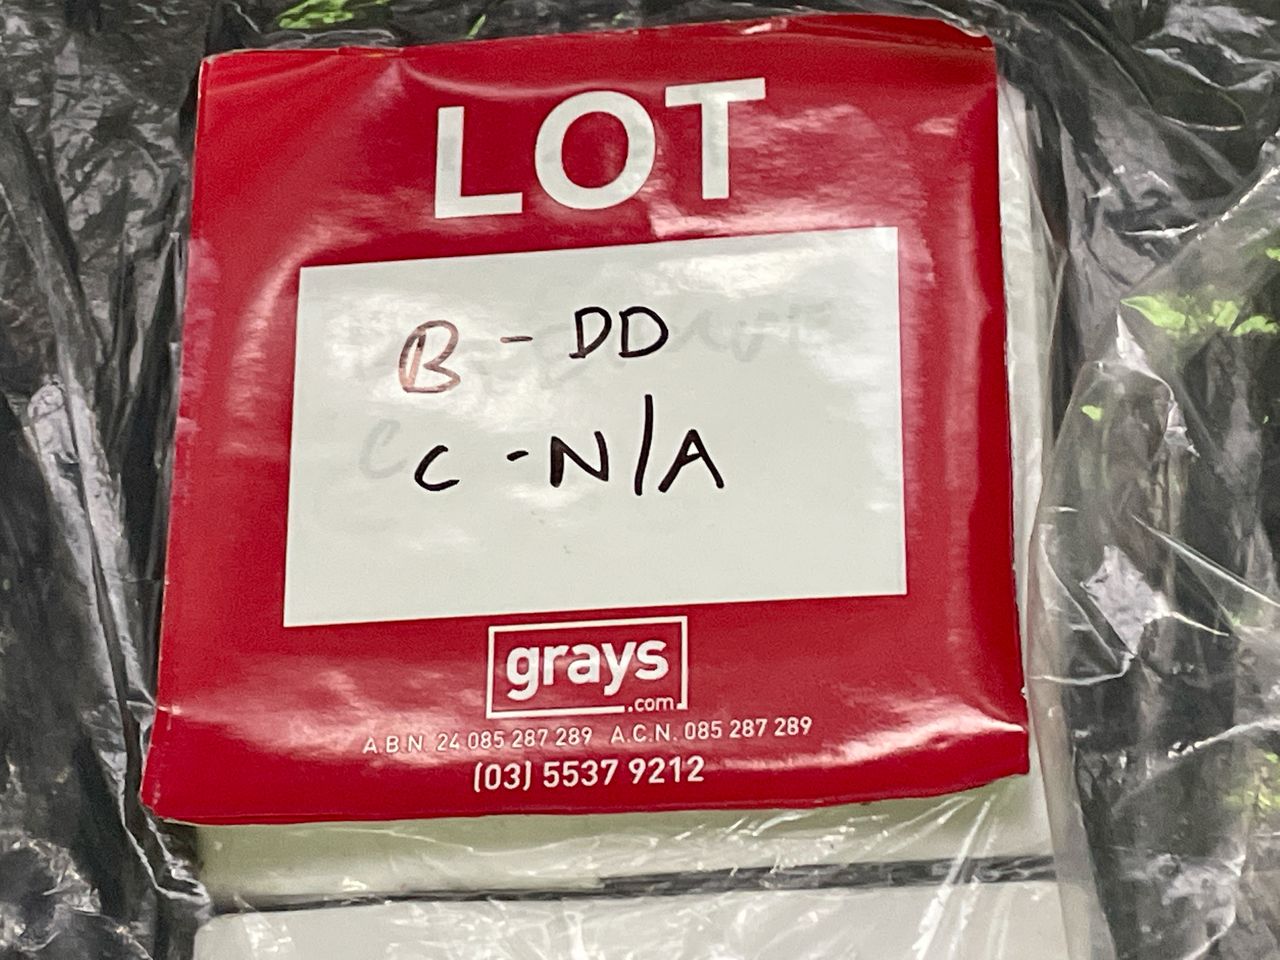 LOT
B - DD
C - N/A
grays
.com
A.B.N. 24 085 287 289 A.C.N. 085 287 289
(03) 5537 9212